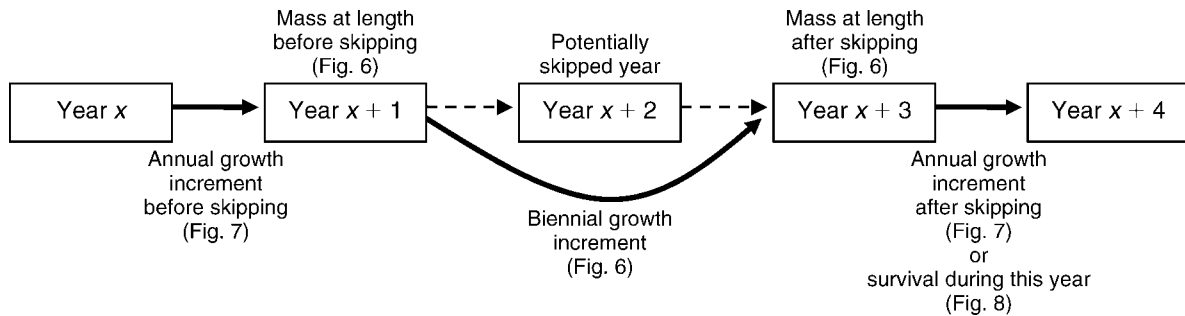 Mass at length
before skipping
(Fig. 6)
Potentially
skipped year
Mass at length
after skipping
(Fig. 6)
Year x
Year x + 1
Year x + 2
Year x + 3
Year x + 4
Annual growth
increment
before skipping
(Fig. 7)
Biennial growth
increment
(Fig. 6)
Annual growth
increment
after skipping
(Fig. 7)
or
survival during this year
(Fig. 8)